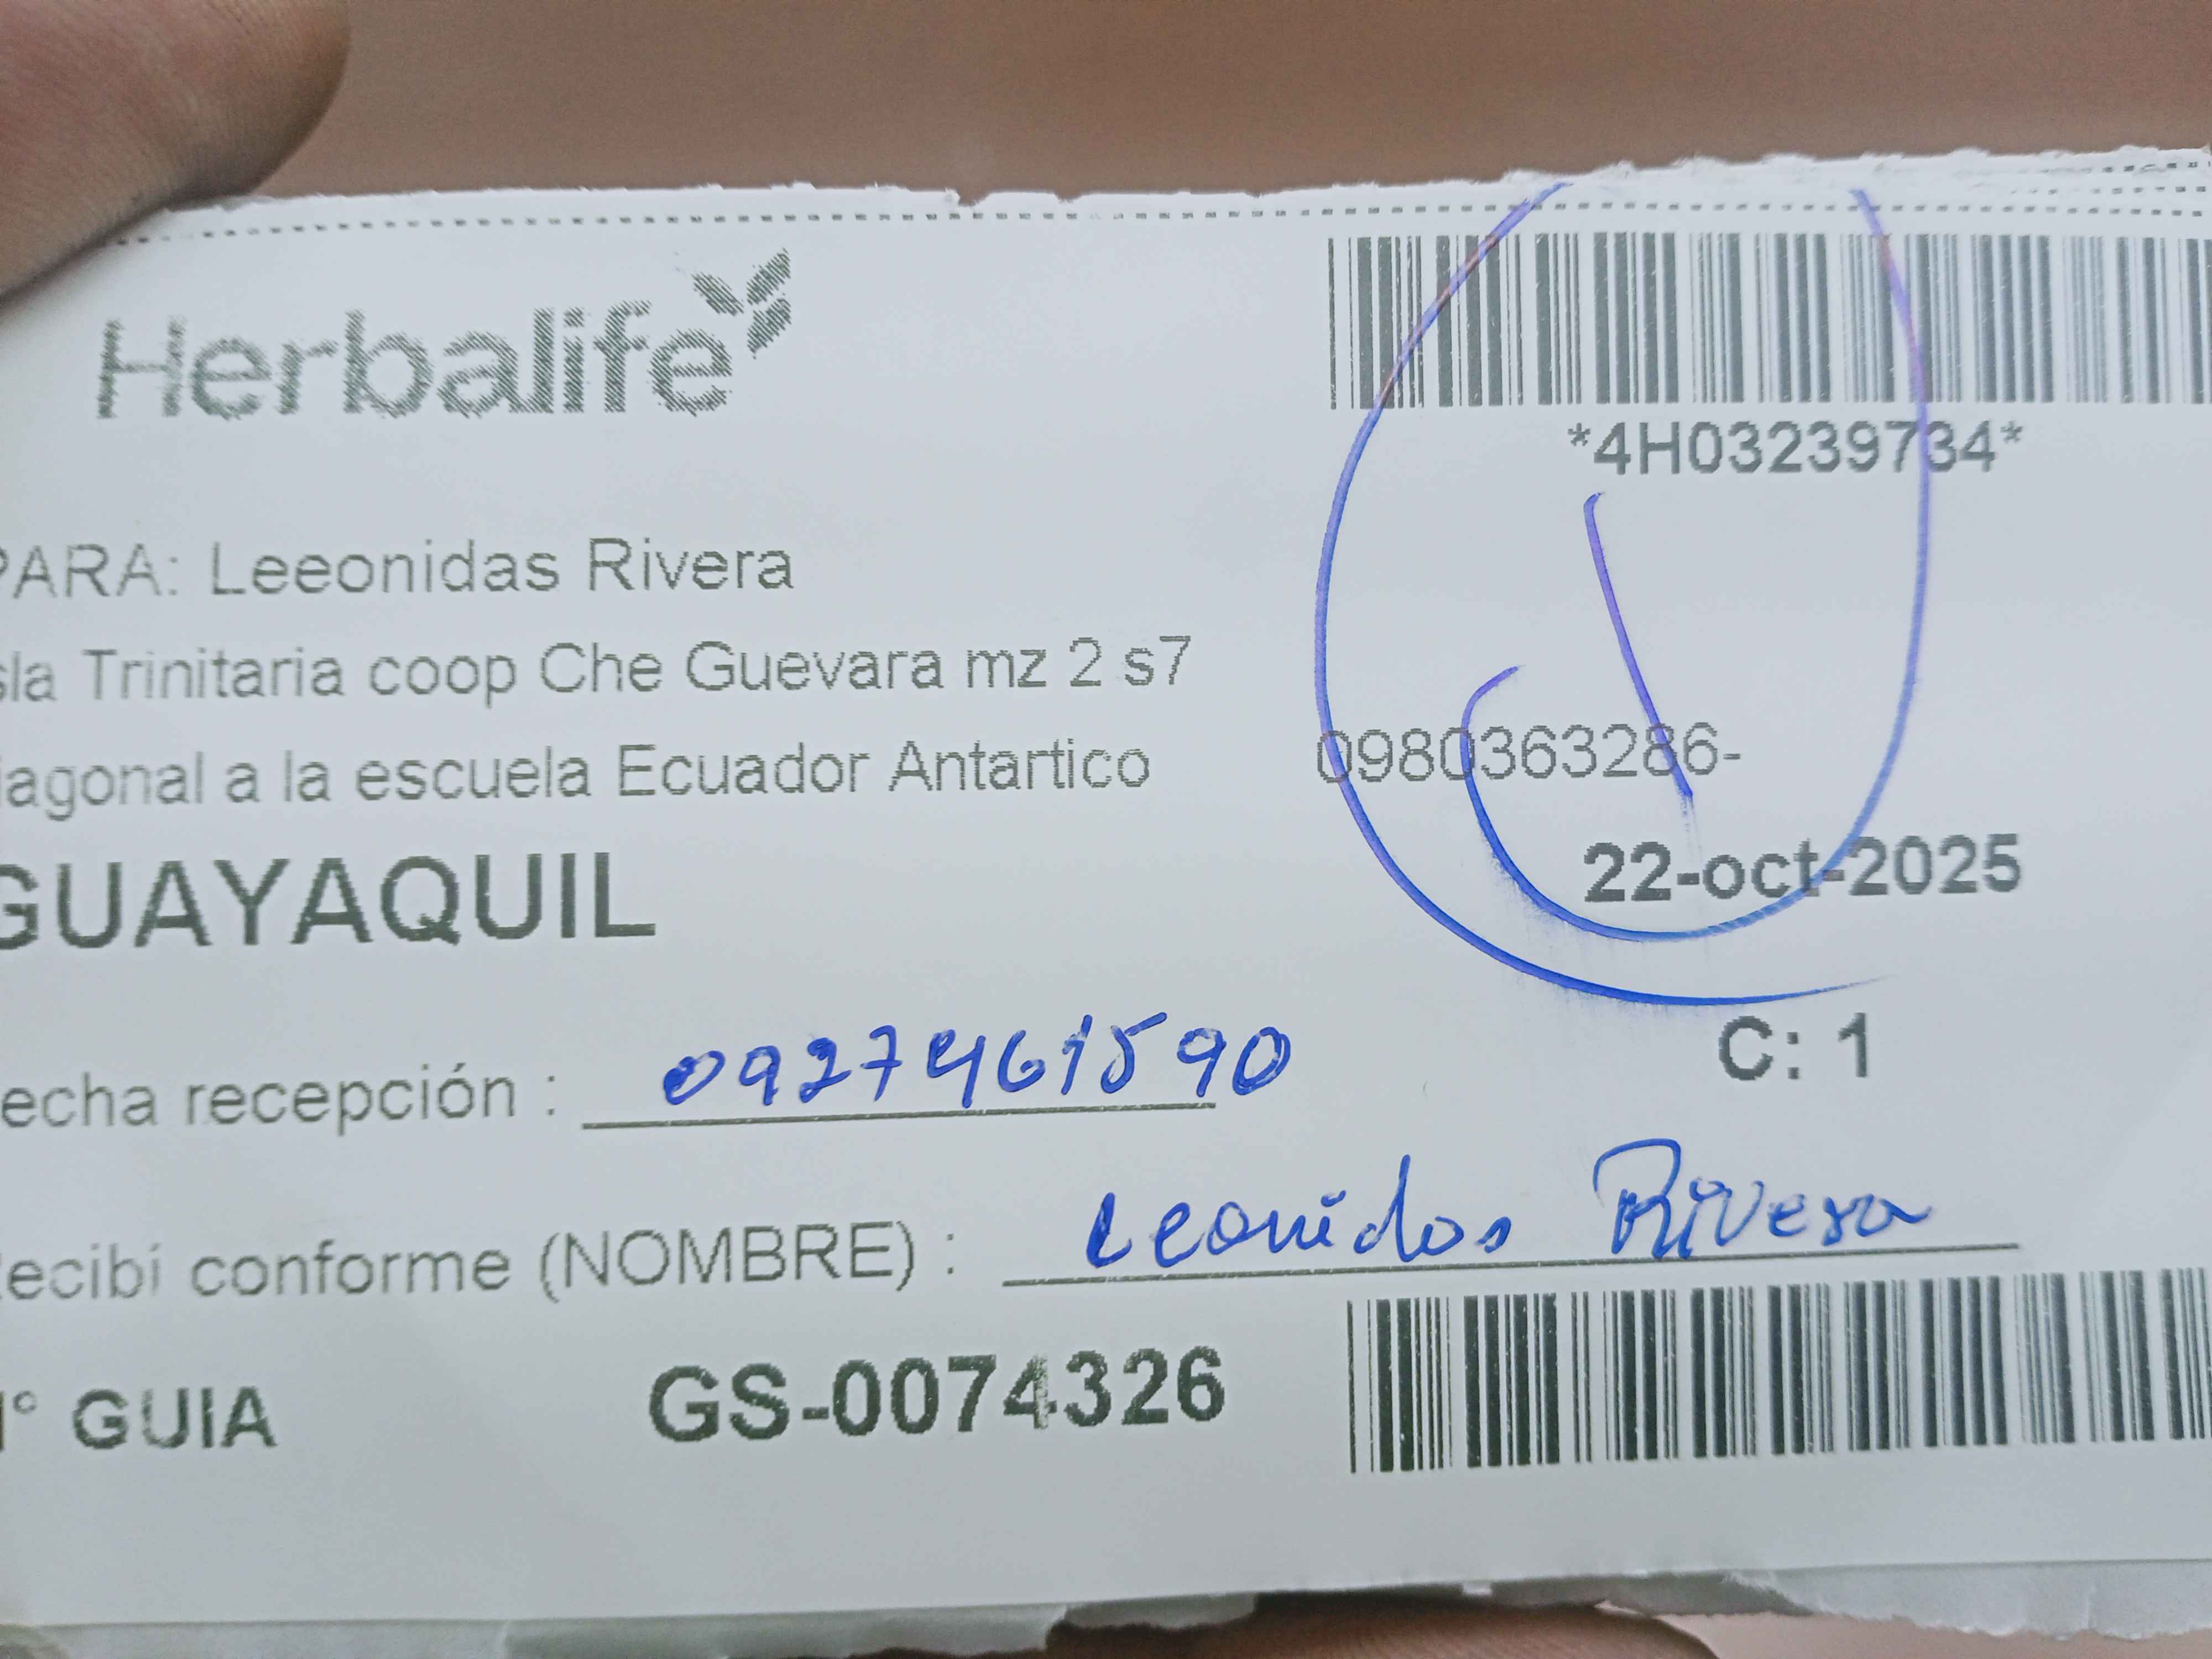 Herbalife
*4H03239734*
PARA: Leeonidas Rivera
sla Trinitaria coop Che Guevara mz 2 s7
iagonal a la escuela Ecuador Antartico
0980363286-
GUAYAQUIL
22-oct-2025
C: 1
echa recepción : 0927461590
ecibí conforme (NOMBRE) : Leonidas Rivera
° GUIA GS-0074326